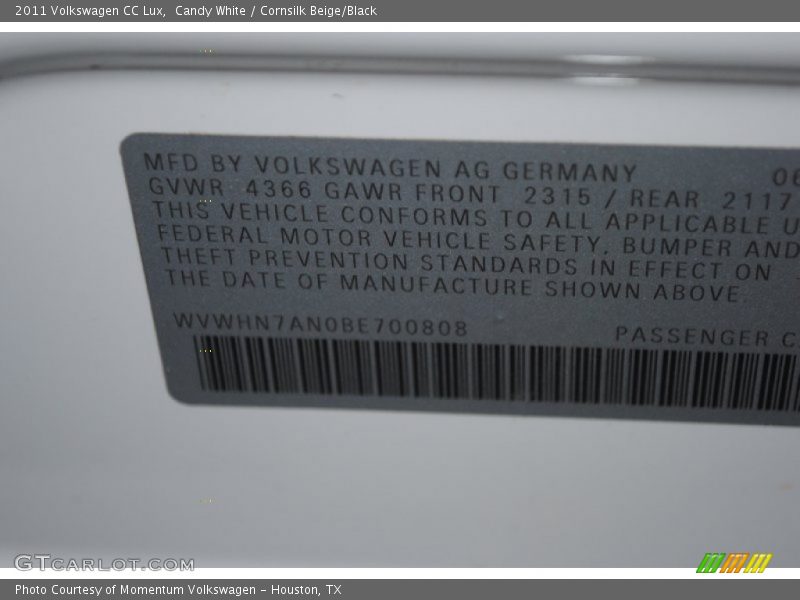 2011 Volkswagen CC Lux, Candy White / Cornsilk Beige/Black
MFD BY VOLKSWAGEN AG GERMANY 06
GVWR 4366 GAWR FRONT 2315 / REAR 2117
THIS VEHICLE CONFORMS TO ALL APPLICABLE U
FEDERAL MOTOR VEHICLE SAFETY, BUMPER AND
THEFT PREVENTION STANDARDS IN EFFECT ON
THE DATE OF MANUFACTURE SHOWN ABOVE.
WVWHN7AN0BE700808 PASSENGER C
GTCARLOT.COM
Photo Courtesy of Momentum Volkswagen - Houston, TX